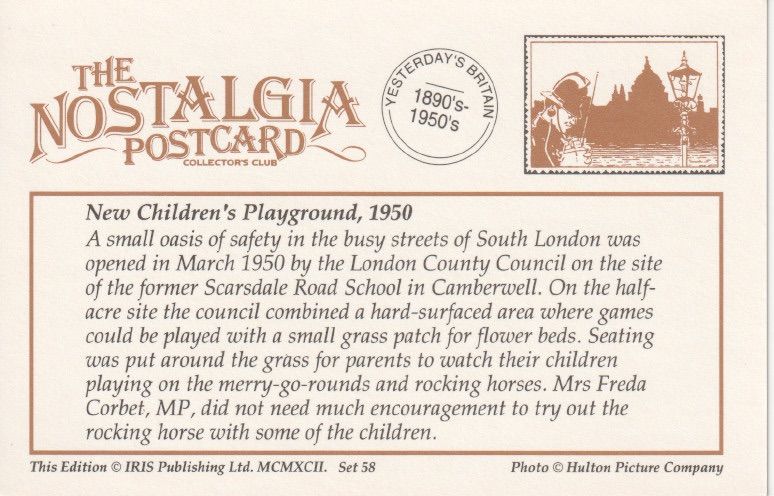 THE
NOSTALGIA
POSTCARD
COLLECTOR'S CLUB
YESTERDAY'S BRITAIN
1890's-
1950's
New Children's Playground, 1950
A small oasis of safety in the busy streets of South London was
opened in March 1950 by the London County Council on the site
of the former Scarsdale Road School in Camberwell. On the half-
acre site the council combined a hard-surfaced area where games
could be played with a small grass patch for flower beds. Seating
was put around the grass for parents to watch their children
playing on the merry-go-rounds and rocking horses. Mrs Freda
Corbet, MP, did not need much encouragement to try out the
rocking horse with some of the children.
This Edition © IRIS Publishing Ltd. MCMXCII. Set 58
Photo © Hulton Picture Company